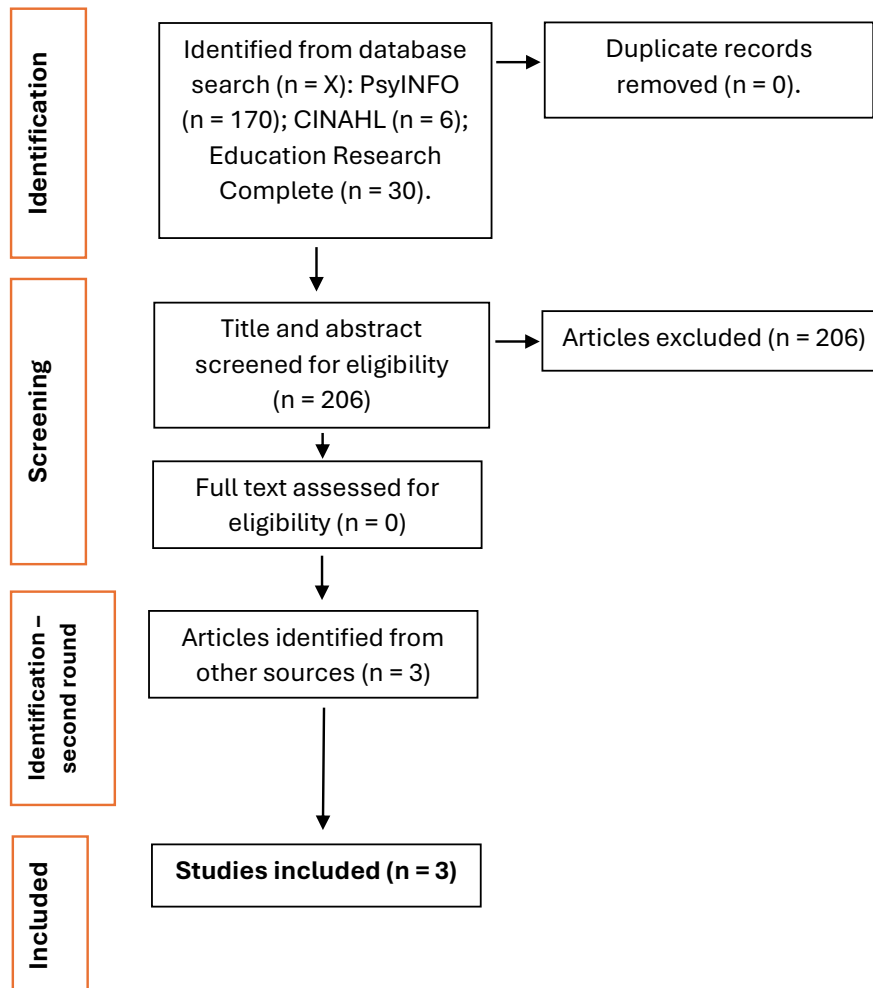 Identification
Identified from database
search (n = X): PsyINFO
(n = 170); CINAHL (n = 6);
Education Research
Complete (n = 30).
Duplicate records
removed (n = 0).
Screening
Title and abstract
screened for eligibility
(n = 206)
Articles excluded (n = 206)
Full text assessed for
eligibility (n = 0)
Identification –
second round
Articles identified from
other sources (n = 3)
Included
Studies included (n = 3)